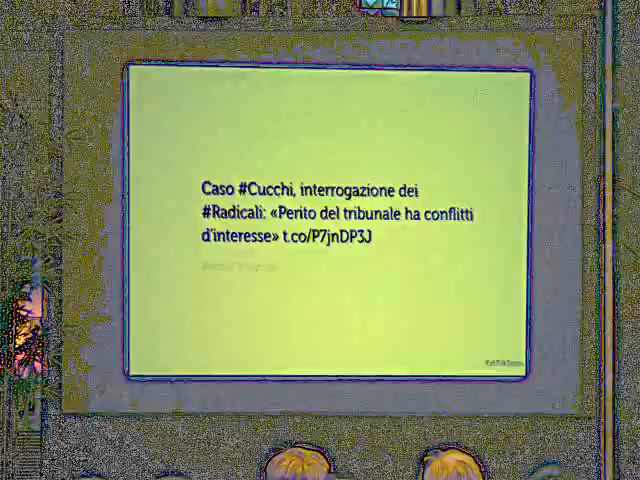 Caso #Cucchi, interrogazione dei
#Radicali: «Perito del tribunale ha conflitti
d'interesse» t.co/P7jnDP3J